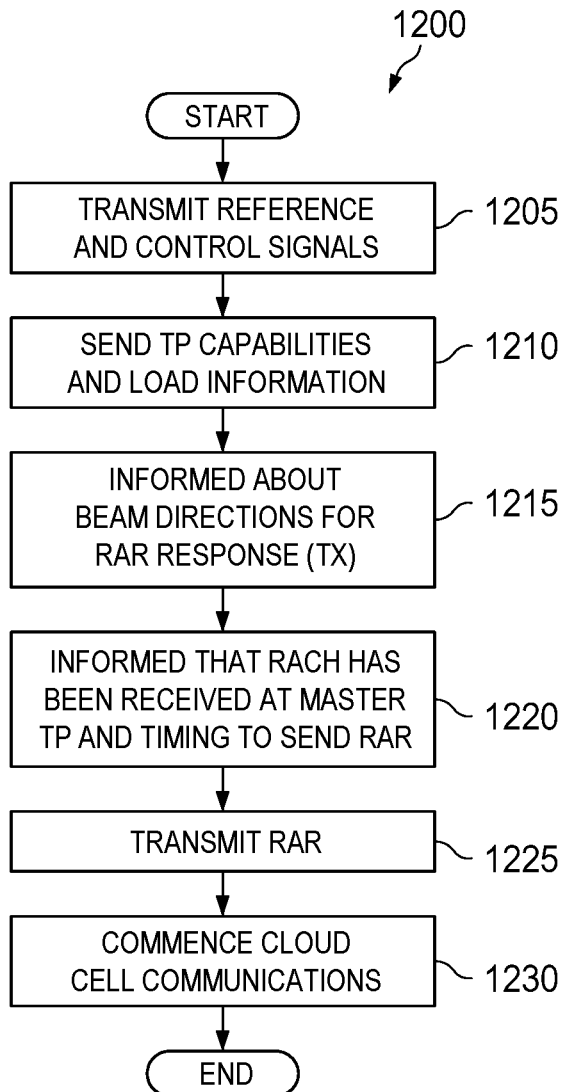 1200
START
TRANSMIT REFERENCE
AND CONTROL SIGNALS
1205
SEND TP CAPABILITIES
AND LOAD INFORMATION
1210
INFORMED ABOUT
BEAM DIRECTIONS FOR
RAR RESPONSE (TX)
1215
INFORMED THAT RACH HAS
BEEN RECEIVED AT MASTER
TP AND TIMING TO SEND RAR
1220
TRANSMIT RAR
1225
COMMENCE CLOUD
CELL COMMUNICATIONS
1230
END